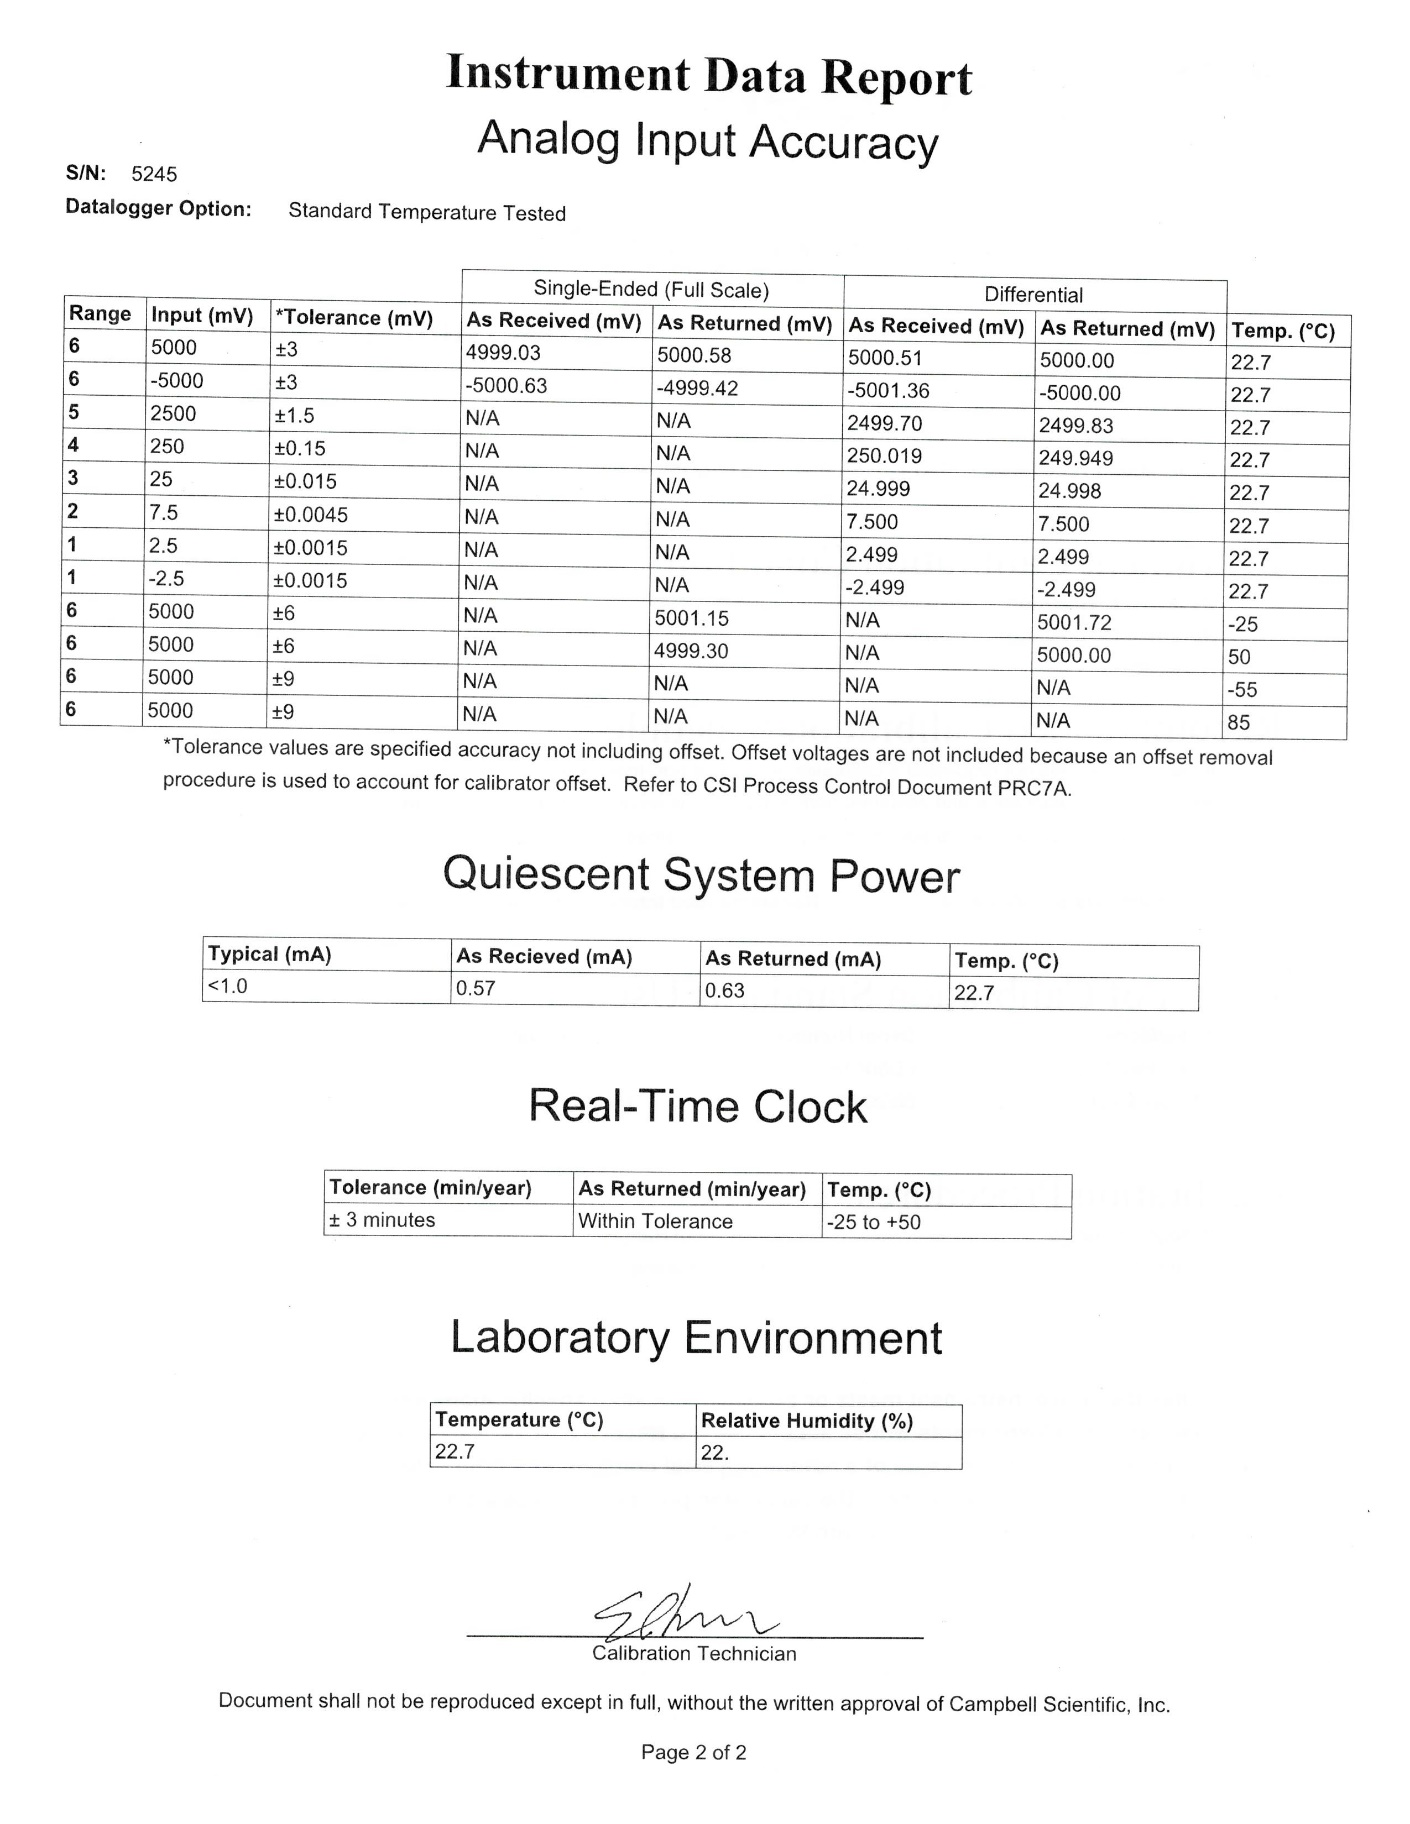 Instrument Data Report
Analog Input Accuracy
S/N: 5245
Datalogger Option: Standard Temperature Tested
Single-Ended (Full Scale) Differential
Range Input (mV) *Tolerance (mV) As Received (mV) As Returned (mV) As Received (mV) As Returned (mV) Temp. (°C)
6 5000 ±3 4999.03 5000.58 5000.51 5000.00 22.7
6 -5000 ±3 -5000.63 -4999.42 -5001.36 -5000.00 22.7
5 2500 ±1.5 N/A N/A 2499.70 2499.83 22.7
4 250 ±0.15 N/A N/A 250.019 249.949 22.7
3 25 ±0.015 N/A N/A 24.999 24.998 22.7
2 7.5 ±0.0045 N/A N/A 7.500 7.500 22.7
1 2.5 ±0.0015 N/A N/A 2.499 2.499 22.7
1 -2.5 ±0.0015 N/A N/A -2.499 -2.499 22.7
6 5000 ±6 N/A 5001.15 N/A 5001.72 -25
6 5000 ±6 N/A 4999.30 N/A 5000.00 50
6 5000 ±9 N/A N/A N/A N/A -55
6 5000 ±9 N/A N/A N/A N/A 85
*Tolerance values are specified accuracy not including offset. Offset voltages are not included because an offset removal
procedure is used to account for calibrator offset. Refer to CSI Process Control Document PRC7A.
Quiescent System Power
Typical (mA) As Recieved (mA) As Returned (mA) Temp. (°C)
<1.0 0.57 0.63 22.7
Real-Time Clock
Tolerance (min/year) As Returned (min/year) Temp. (°C)
± 3 minutes Within Tolerance -25 to +50
Laboratory Environment
Temperature (°C) Relative Humidity (%)
22.7 22.
Calibration Technician
Document shall not be reproduced except in full, without the written approval of Campbell Scientific, Inc.
Page 2 of 2